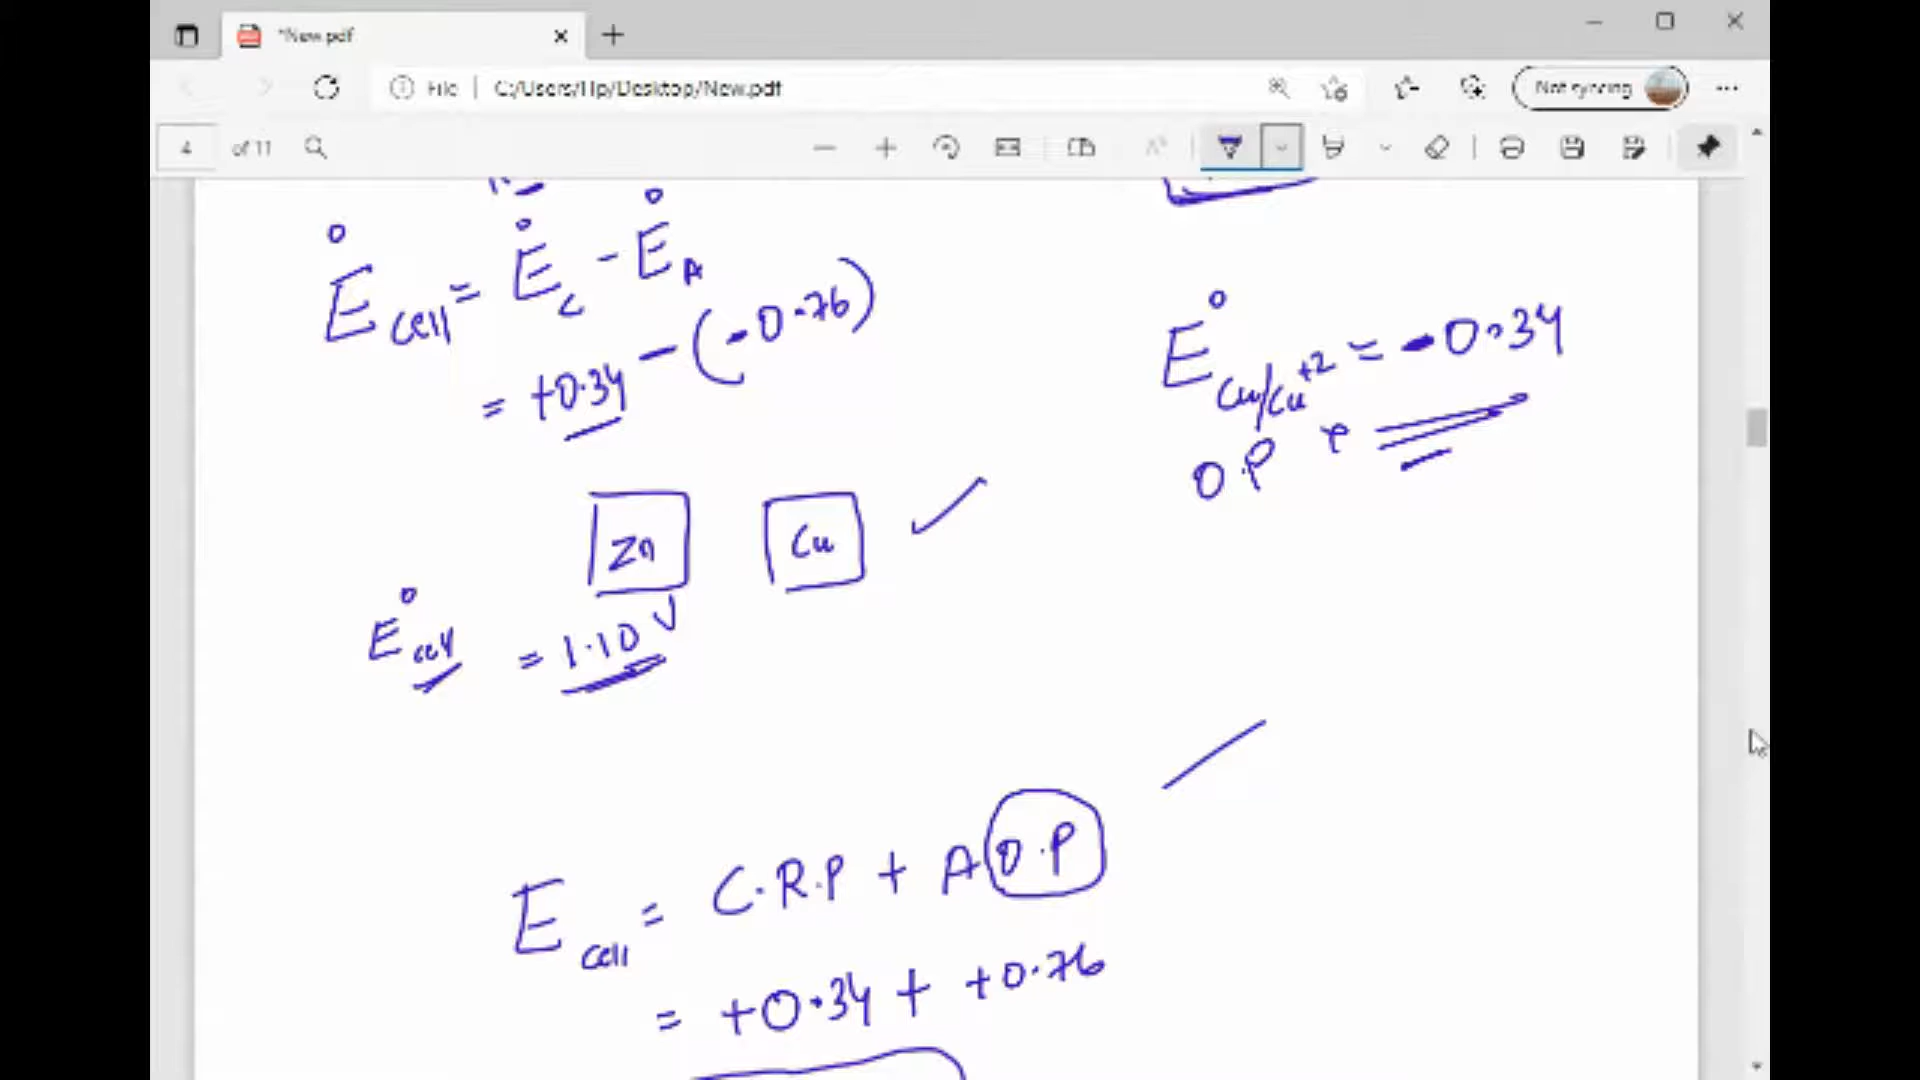 *New.pdf
File | C:/Users/Hp/Desktop/New.pdf
Not syncing
4 of 11
E°cell = E°C - E°A
= +0.34 - (-0.76)
E°Cu/Cu+2 = -0.34
O.P
Zn Cu
E°cell = 1.10 V
Ecell = C.R.P + A O.P
= +0.34 + +0.76